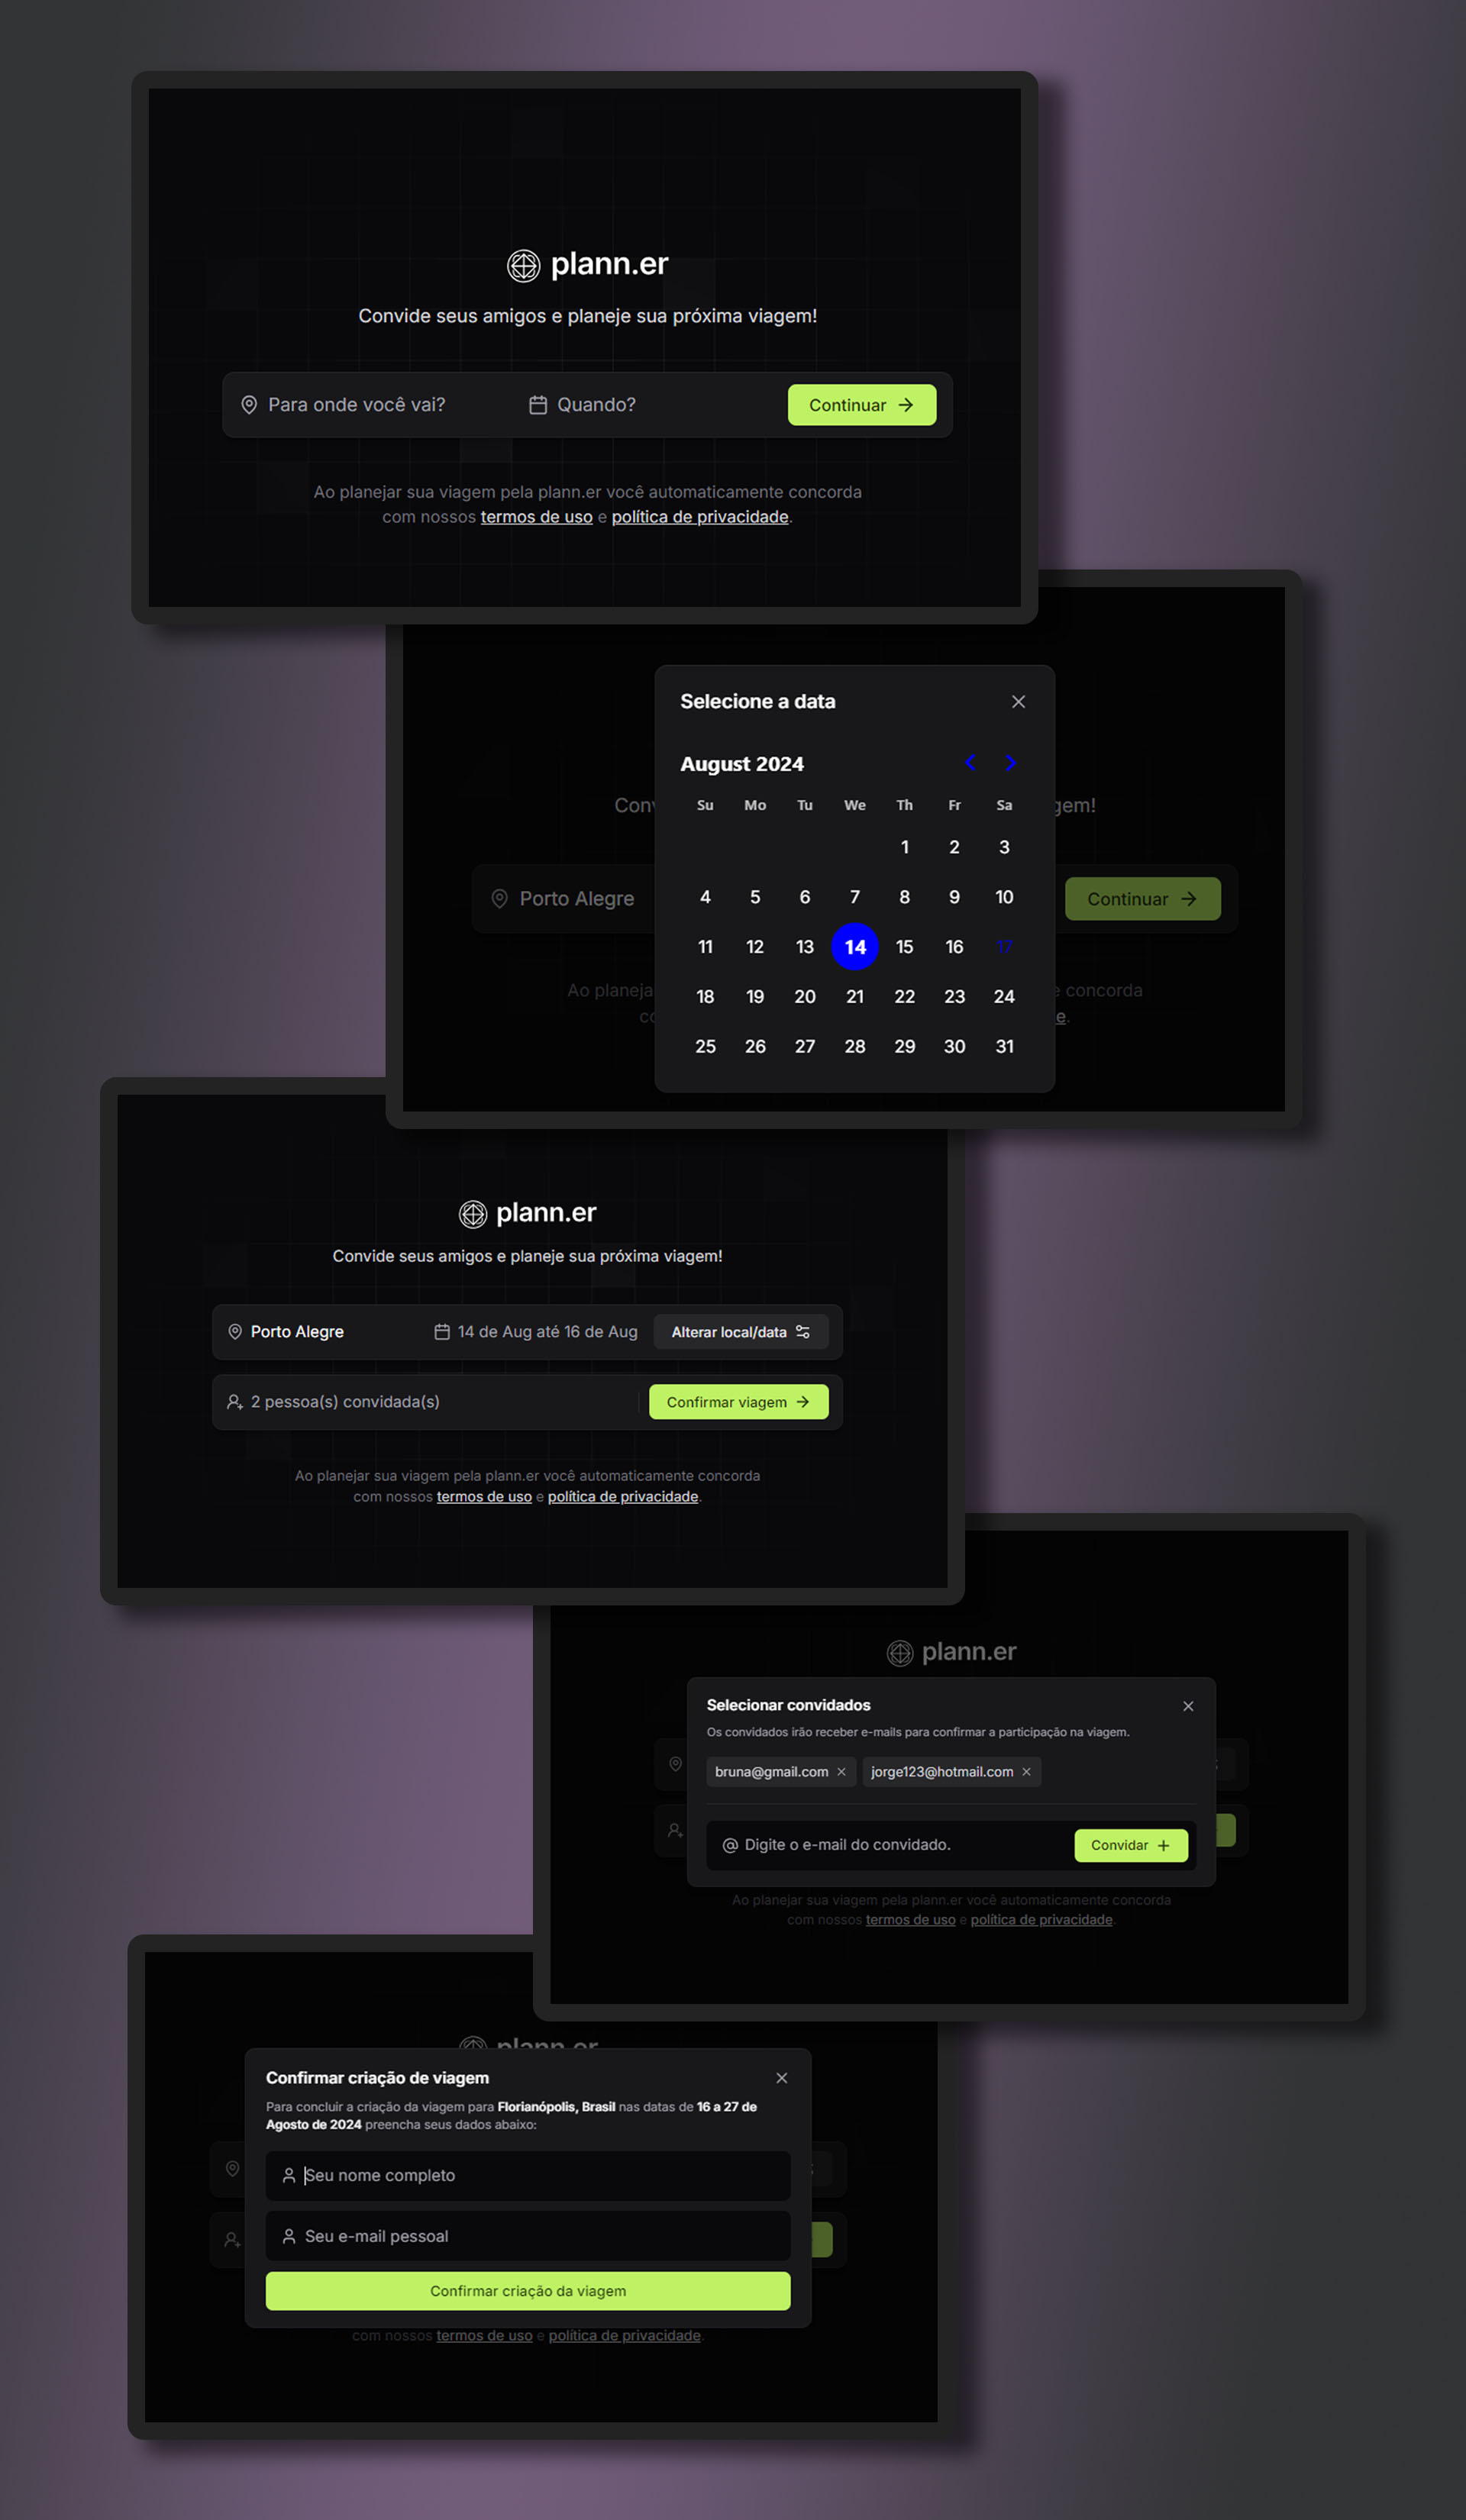 plann.er
Convide seus amigos e planeje sua próxima viagem!
Para onde você vai? Quando? Continuar
Ao planejar sua viagem pela plann.er você automaticamente concorda
com nossos termos de uso e política de privacidade.
Selecione a data
August 2024
Su Mo Tu We Th Fr Sa
1 2 3
4 5 6 7 8 9 10
11 12 13 14 15 16 17
18 19 20 21 22 23 24
25 26 27 28 29 30 31
Porto Alegre
Continuar
Ao planeja
concorda
plann.er
Convide seus amigos e planeje sua próxima viagem!
Porto Alegre 14 de Aug até 16 de Aug Alterar local/data
2 pessoa(s) convidada(s) Confirmar viagem
Ao planejar sua viagem pela plann.er você automaticamente concorda
com nossos termos de uso e política de privacidade.
plann.er
Selecionar convidados
Os convidados irão receber e-mails para confirmar a participação na viagem.
bruna@gmail.com jorge123@hotmail.com
@ Digite o e-mail do convidado. Convidar +
Ao planejar sua viagem pela plann.er você automaticamente concorda
com nossos termos de uso e política de privacidade.
plann.er
Confirmar criação de viagem
Para concluir a criação da viagem para Florianópolis, Brasil nas datas de 16 a 27 de
Agosto de 2024 preencha seus dados abaixo:
Seu nome completo
Seu e-mail pessoal
Confirmar criação da viagem
com nossos termos de uso e política de privacidade.